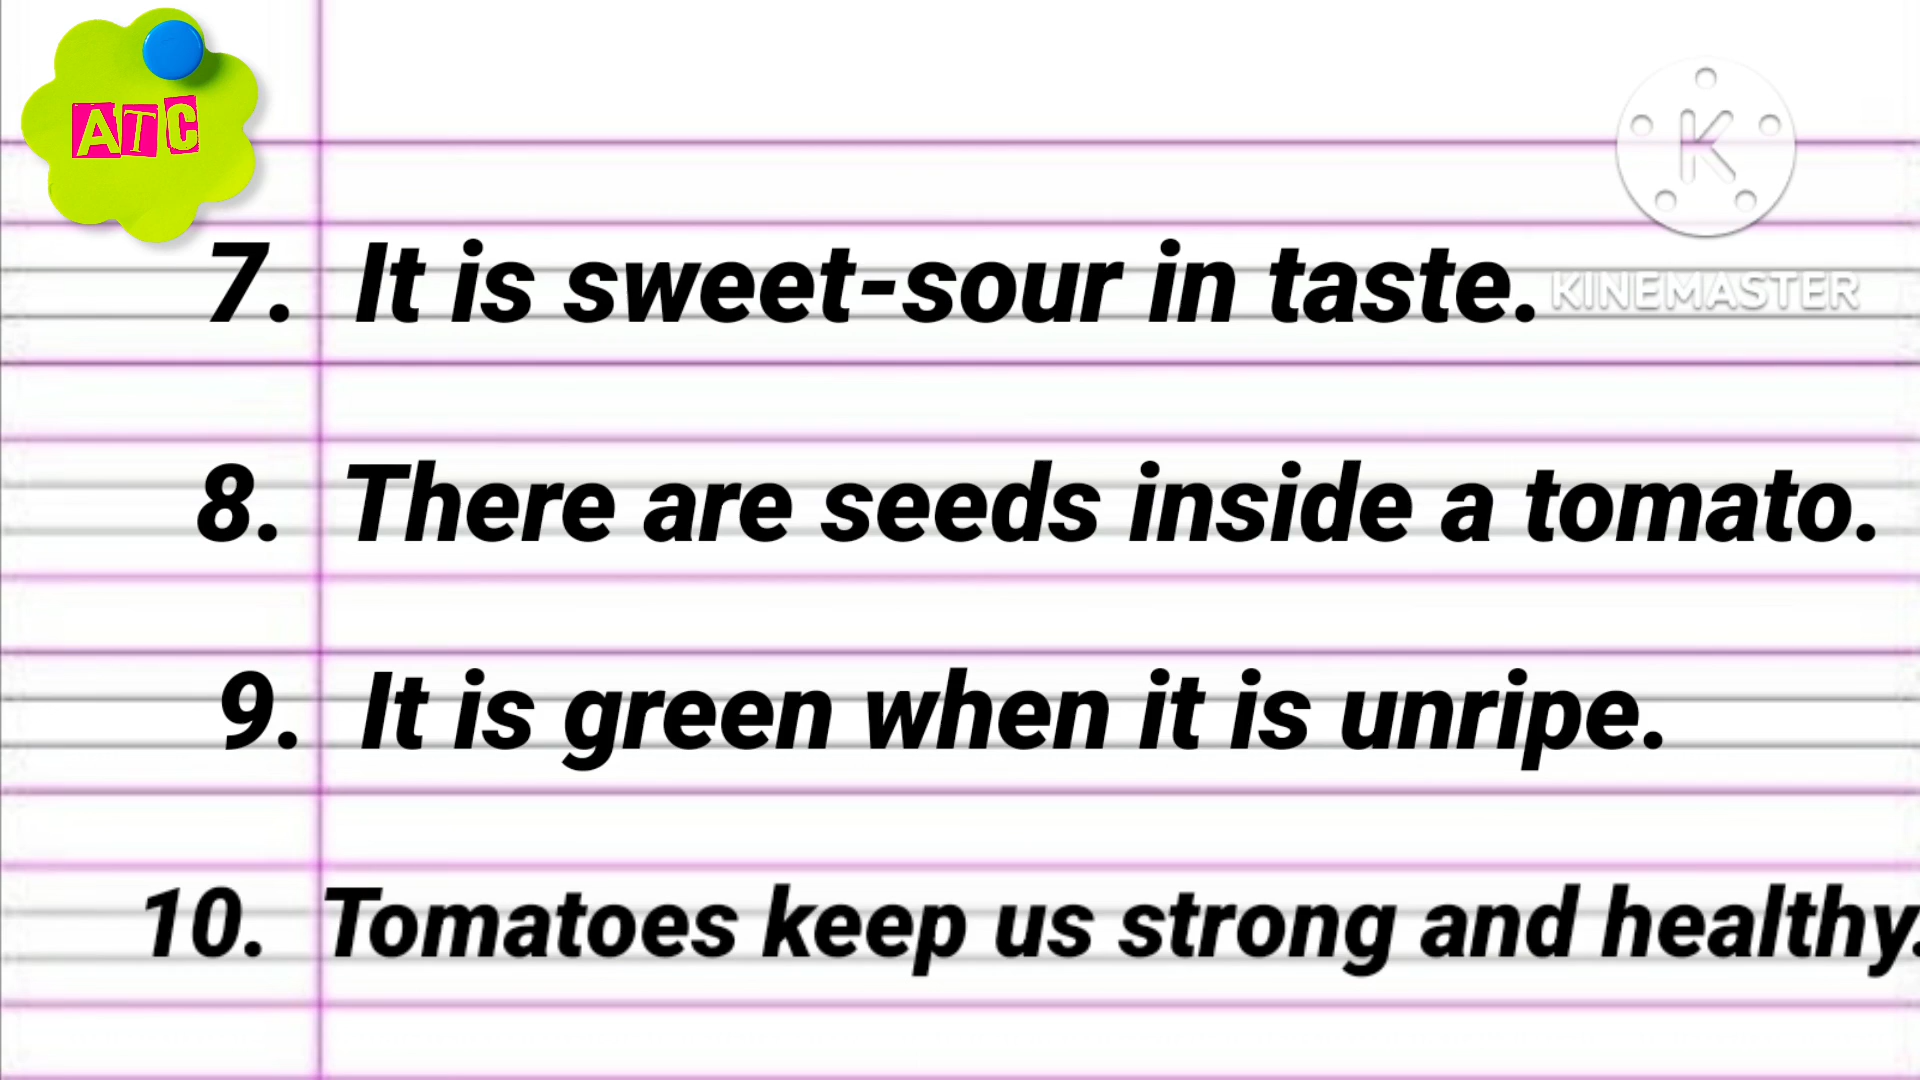 ATC
K
7. It is sweet-sour in taste.
KINEMASTER
8. There are seeds inside a tomato.
9. It is green when it is unripe.
10. Tomatoes keep us strong and healthy.